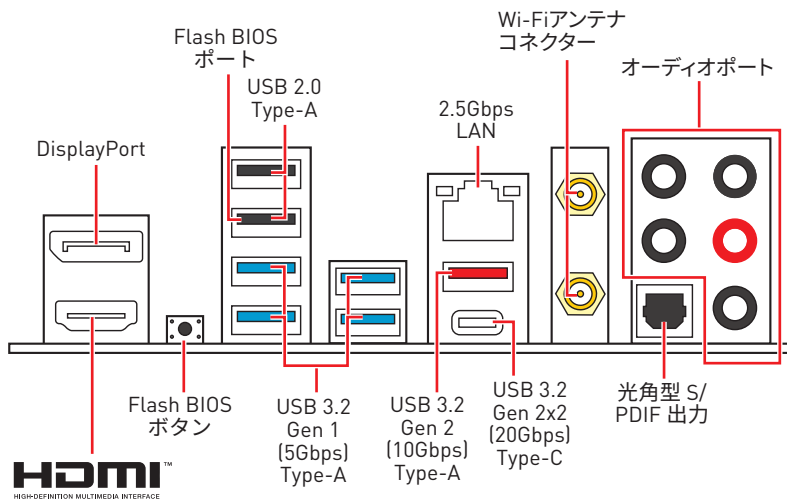 Flash BIOS
ポート
USB 2.0
Type-A
DisplayPort
2.5Gbps
LAN
Wi-Fiアンテナ
コネクター
オーディオポート
Flash BIOS
ボタン
USB 3.2
Gen 1
(5Gbps)
Type-A
USB 3.2
Gen 2
(10Gbps)
Type-A
USB 3.2
Gen 2x2
(20Gbps)
Type-C
光角型 S/
PDIF 出力
HDMI™
HIGH-DEFINITION MULTIMEDIA INTERFACE